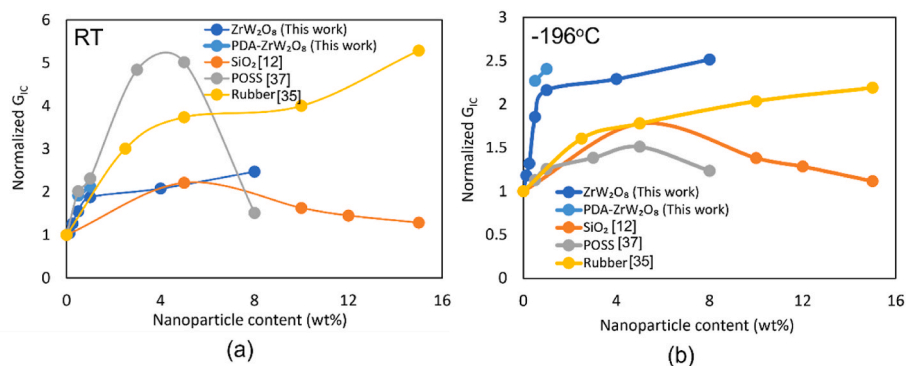 (a)
RT
ZrW₂O₈ (This work)
PDA-ZrW₂O₈ (This work)
SiO₂ [12]
POSS [37]
Rubber [35]
Normalized G_IC
6
5
4
3
2
1
0
0
4
8
12
16
Nanoparticle content (wt%)
(a)
(b)
-196°C
ZrW₂O₈ (This work)
PDA-ZrW₂O₈ (This work)
SiO₂ [12]
POSS [37]
Rubber [35]
Normalized G_IC
3
2.5
2
1.5
1
0.5
0
0
4
8
12
16
Nanoparticle content (wt%)
(b)